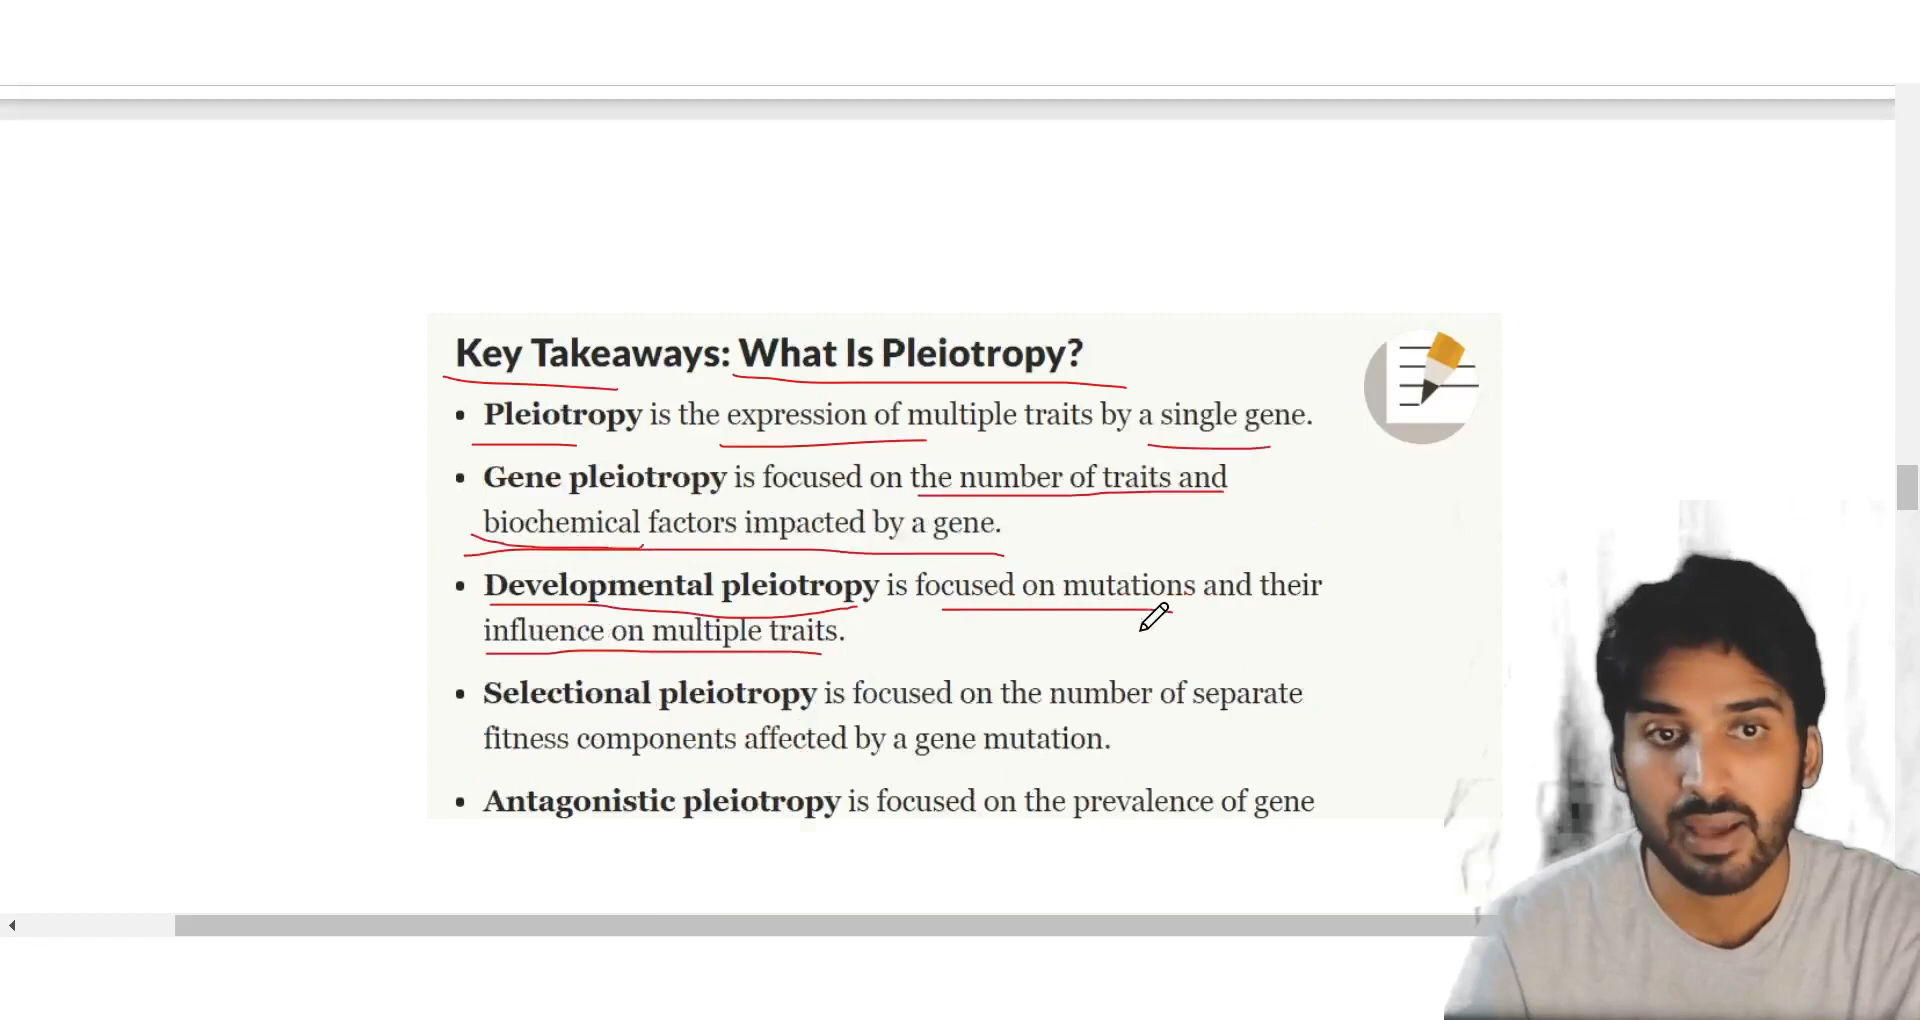 Key Takeaways: What Is Pleiotropy?
• Pleiotropy is the expression of multiple traits by a single gene.
• Gene pleiotropy is focused on the number of traits and
biochemical factors impacted by a gene.
• Developmental pleiotropy is focused on mutations and their
influence on multiple traits.
• Selectional pleiotropy is focused on the number of separate
fitness components affected by a gene mutation.
• Antagonistic pleiotropy is focused on the prevalence of gene